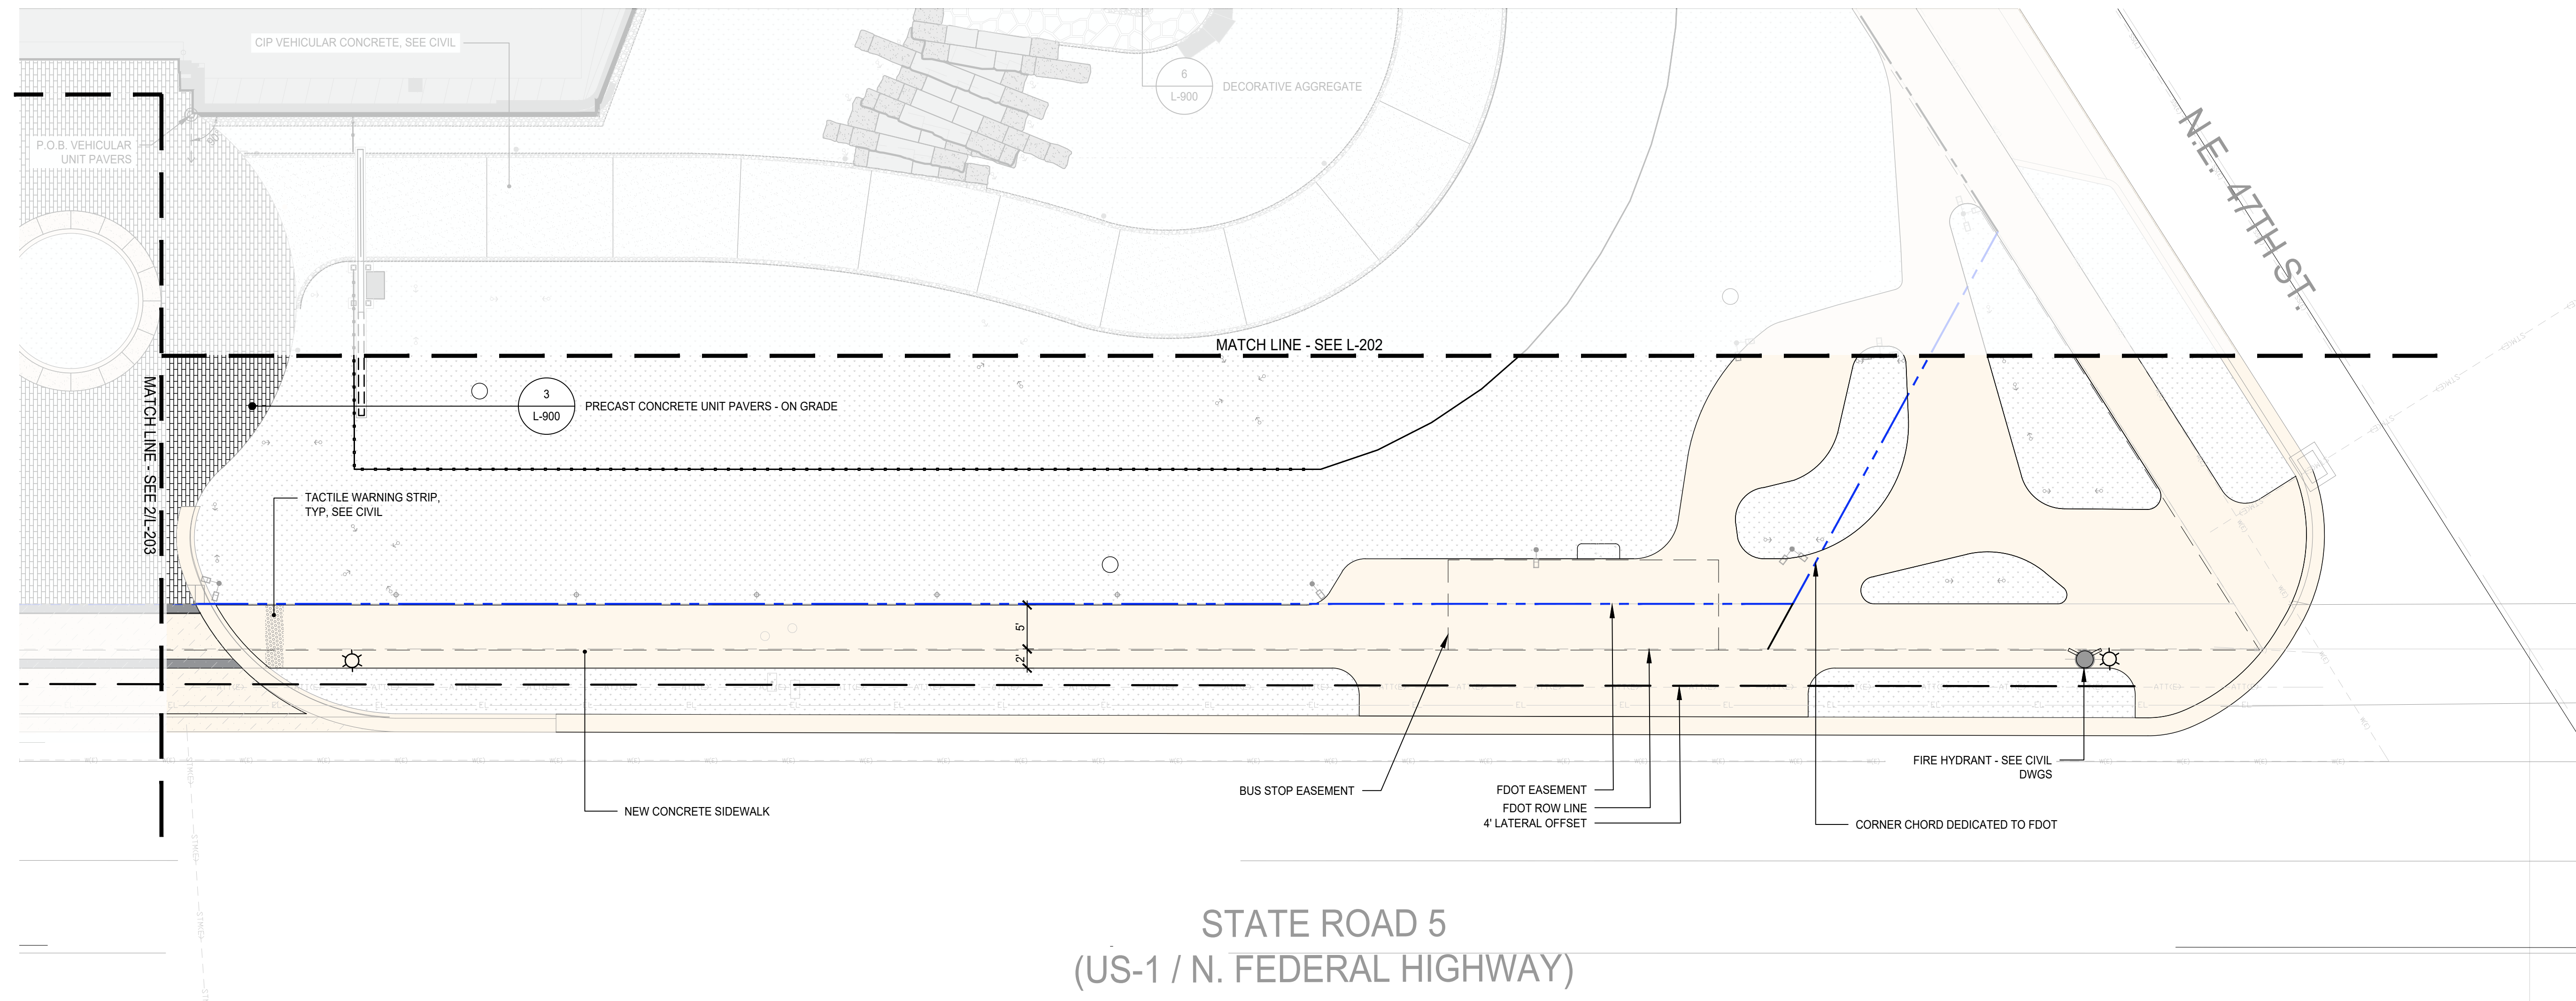 CIP VEHICULAR CONCRETE, SEE CIVIL
6
L-900
DECORATIVE AGGREGATE
P.O.B. VEHICULAR
UNIT PAVERS
N.E. 47TH ST.
MATCH LINE - SEE L-202
MATCH LINE - SEE 2/L-203
3
L-900
PRECAST CONCRETE UNIT PAVERS - ON GRADE
TACTILE WARNING STRIP,
TYP, SEE CIVIL
5'
2'
BUS STOP EASEMENT
FDOT EASEMENT
FDOT ROW LINE
4' LATERAL OFFSET
FIRE HYDRANT - SEE CIVIL
DWGS
NEW CONCRETE SIDEWALK
CORNER CHORD DEDICATED TO FDOT
STATE ROAD 5
(US-1 / N. FEDERAL HIGHWAY)